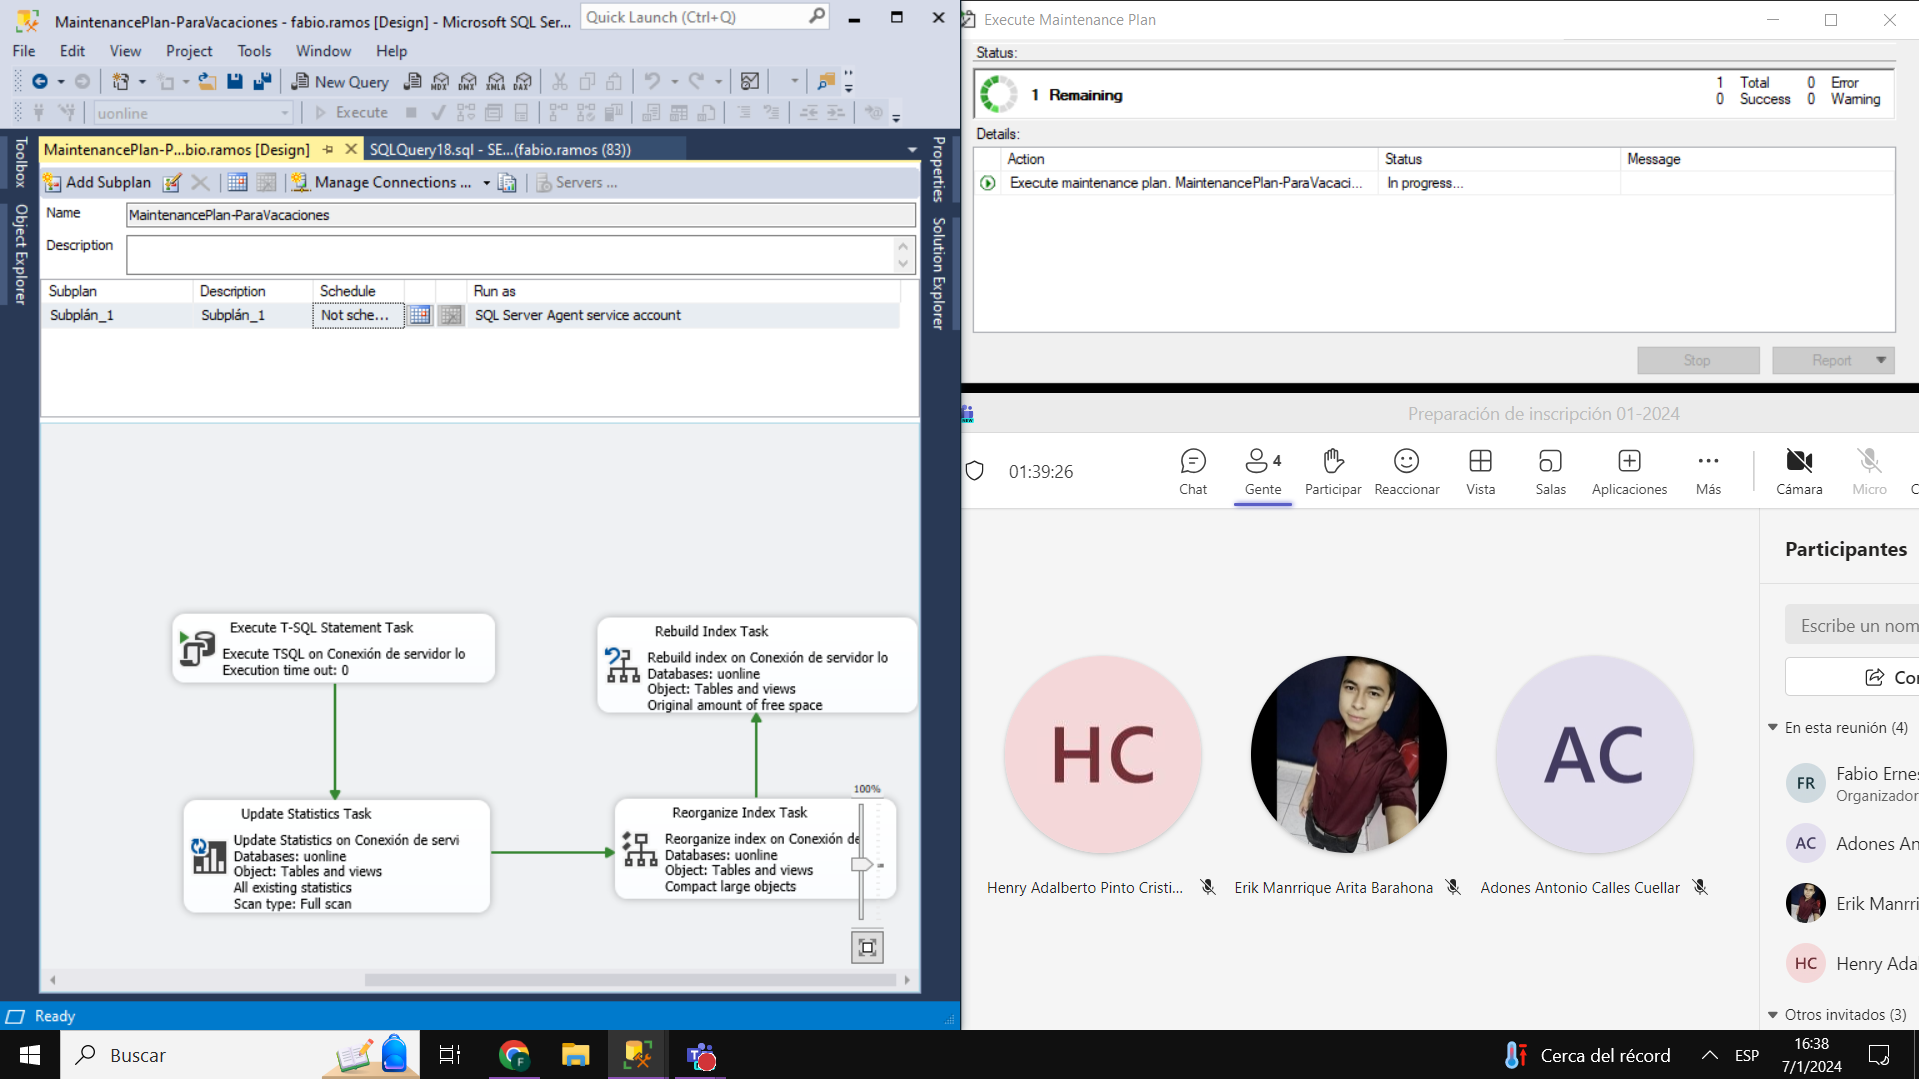 MaintenancePlan-ParaVacaciones - fabio.ramos [Design] - Microsoft SQL Ser...
Quick Launch (Ctrl+Q)
File Edit View Project Tools Window Help
New Query MDX DMX XMLA DAX
uonline Execute
Toolbox
Object Explorer
MaintenancePlan-P...bio.ramos [Design]
SQLQuery18.sql - SE...(fabio.ramos (83))
Add Subplan Manage Connections ... Servers ...
Name MaintenancePlan-ParaVacaciones
Description
Subplan Description Schedule Run as
Subplán_1 Subplán_1 Not sche... SQL Server Agent service account
Execute T-SQL Statement Task
Execute TSQL on Conexión de servidor lo
Execution time out: 0
Rebuild Index Task
Rebuild index on Conexión de servidor lo
Databases: uonline
Object: Tables and views
Original amount of free space
Update Statistics Task
Update Statistics on Conexión de servi
Databases: uonline
Object: Tables and views
All existing statistics
Scan type: Full scan
Reorganize Index Task
Reorganize index on Conexión de
Databases: uonline
Object: Tables and views
Compact large objects
100%
Properties
Solution Explorer
Ready
Execute Maintenance Plan
Status:
1 Remaining
1 Total 0 Error
0 Success 0 Warning
Details:
Action Status Message
Execute maintenance plan. MaintenancePlan-ParaVacaci... In progress...
Stop Report
Preparación de inscripción 01-2024
01:39:26
4
Chat Gente Participar Reaccionar Vista Salas Aplicaciones Más Cámara Micro C
HC
AC
Henry Adalberto Pinto Cristi...
Erik Manrrique Arita Barahona
Adones Antonio Calles Cuellar
Participantes
Escribe un nom
Co
En esta reunión (4)
FR Fabio Ernes
Organizador
AC Adones An
Erik Manrri
HC Henry Ada
Otros invitados (3)
Buscar
Cerca del récord
ESP
16:38
7/1/2024